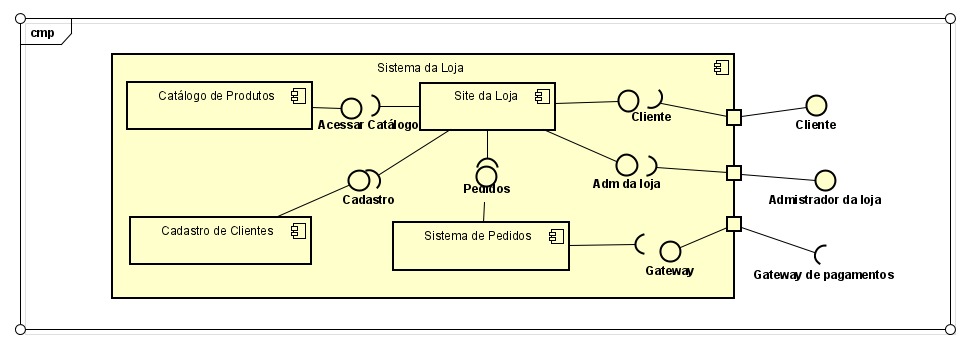 cmp
Sistema da Loja
Catálogo de Produtos
Site da Loja
Acessar Catálogo
Cliente
Cliente
Cadastro
Pedidos
Adm da loja
Admistrador da loja
Cadastro de Clientes
Sistema de Pedidos
Gateway
Gateway de pagamentos